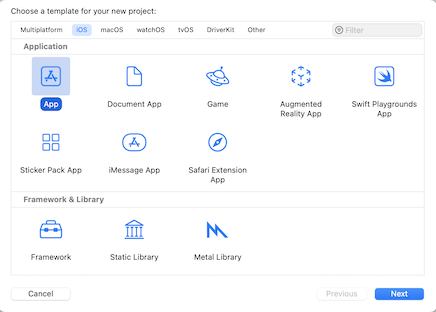 Choose a template for your new project:
Multiplatform iOS macOS watchOS tvOS DriverKit Other Filter
Application
App Document App Game Augmented Reality App Swift Playgrounds App
Sticker Pack App iMessage App Safari Extension App
Framework & Library
Framework Static Library Metal Library
Cancel Previous Next